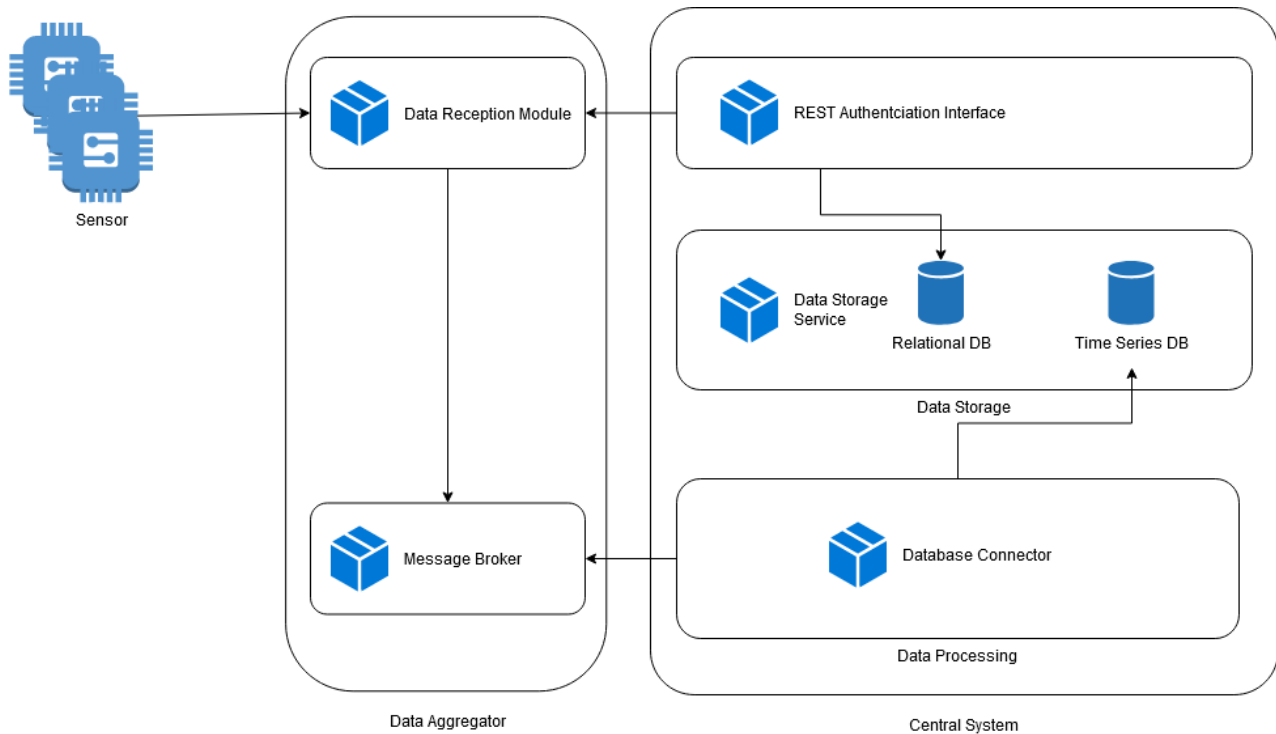 Sensor
Data Reception Module
Message Broker
Data Aggregator
REST Authentciation Interface
Data Storage
Service
Relational DB
Time Series DB
Data Storage
Database Connector
Data Processing
Central System